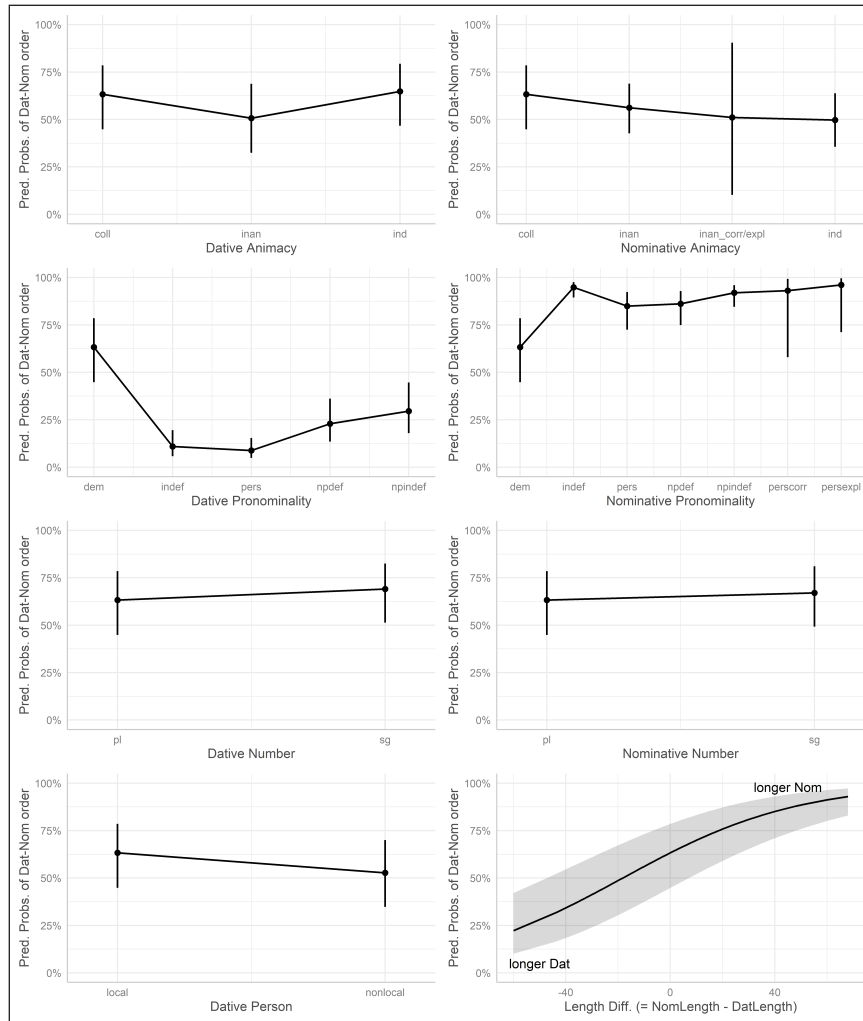 Pred. Probs. of Dat-Nom order
100%
75%
50%
25%
0%
coll inan ind
Dative Animacy
Pred. Probs. of Dat-Nom order
100%
75%
50%
25%
0%
coll inan inan_corr/expl ind
Nominative Animacy
Pred. Probs. of Dat-Nom order
100%
75%
50%
25%
0%
dem indef pers npdef npindef
Dative Pronominality
Pred. Probs. of Dat-Nom order
100%
75%
50%
25%
0%
dem indef pers npdef npindef perscorr persexpl
Nominative Pronominality
Pred. Probs. of Dat-Nom order
100%
75%
50%
25%
0%
pl sg
Dative Number
Pred. Probs. of Dat-Nom order
100%
75%
50%
25%
0%
pl sg
Nominative Number
Pred. Probs. of Dat-Nom order
100%
75%
50%
25%
0%
local nonlocal
Dative Person
Pred. Probs. of Dat-Nom order
100%
75%
50%
25%
0%
longer Nom
longer Dat
-40 0 40
Length Diff. (= NomLength - DatLength)